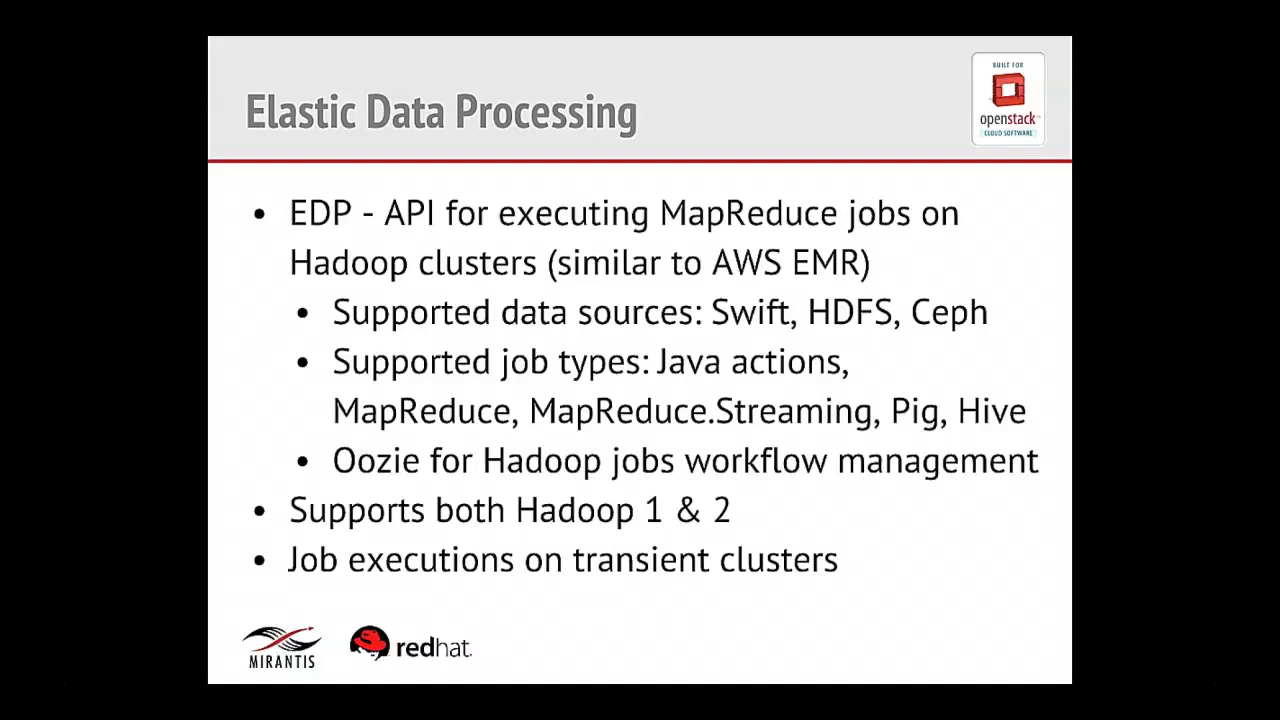 Elastic Data Processing
BUILT FOR
openstack™
CLOUD SOFTWARE
• EDP - API for executing MapReduce jobs on
Hadoop clusters (similar to AWS EMR)
• Supported data sources: Swift, HDFS, Ceph
• Supported job types: Java actions,
MapReduce, MapReduce.Streaming, Pig, Hive
• Oozie for Hadoop jobs workflow management
• Supports both Hadoop 1 & 2
• Job executions on transient clusters
MIRANTIS
redhat.